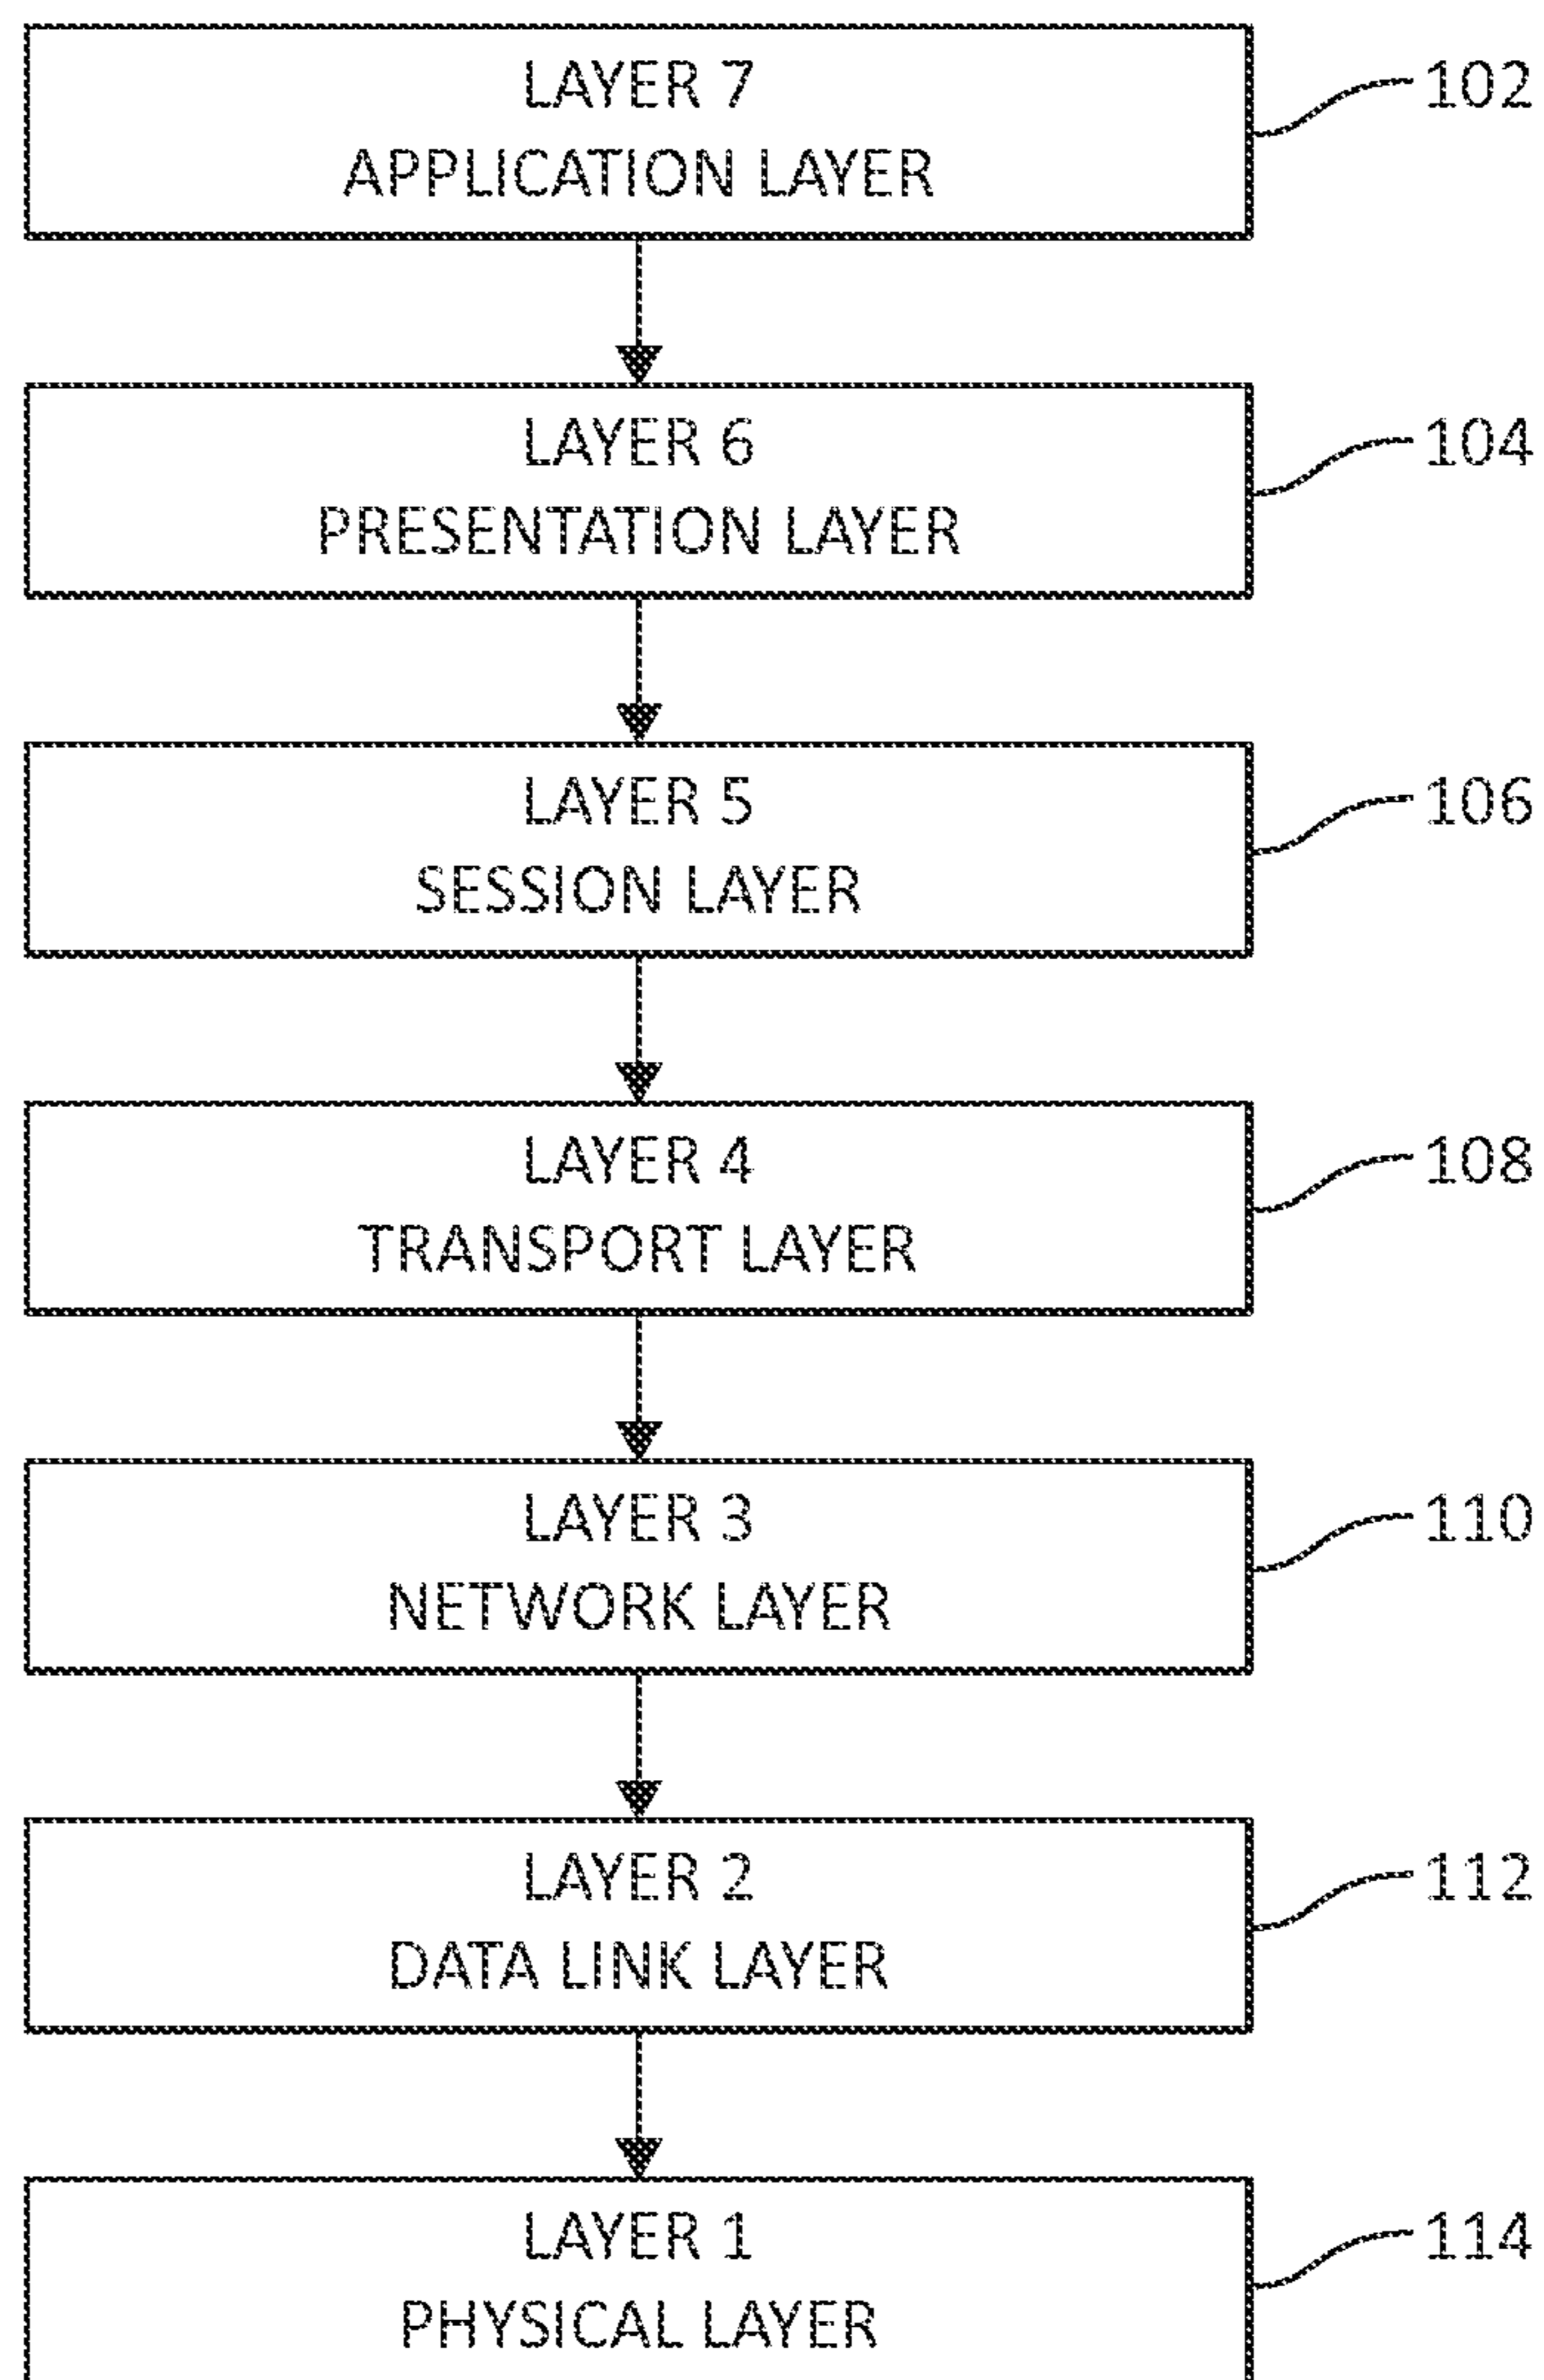 LAYER 7
APPLICATION LAYER
102
LAYER 6
PRESENTATION LAYER
104
LAYER 5
SESSION LAYER
106
LAYER 4
TRANSPORT LAYER
108
LAYER 3
NETWORK LAYER
110
LAYER 2
DATA LINK LAYER
112
LAYER 1
PHYSICAL LAYER
114